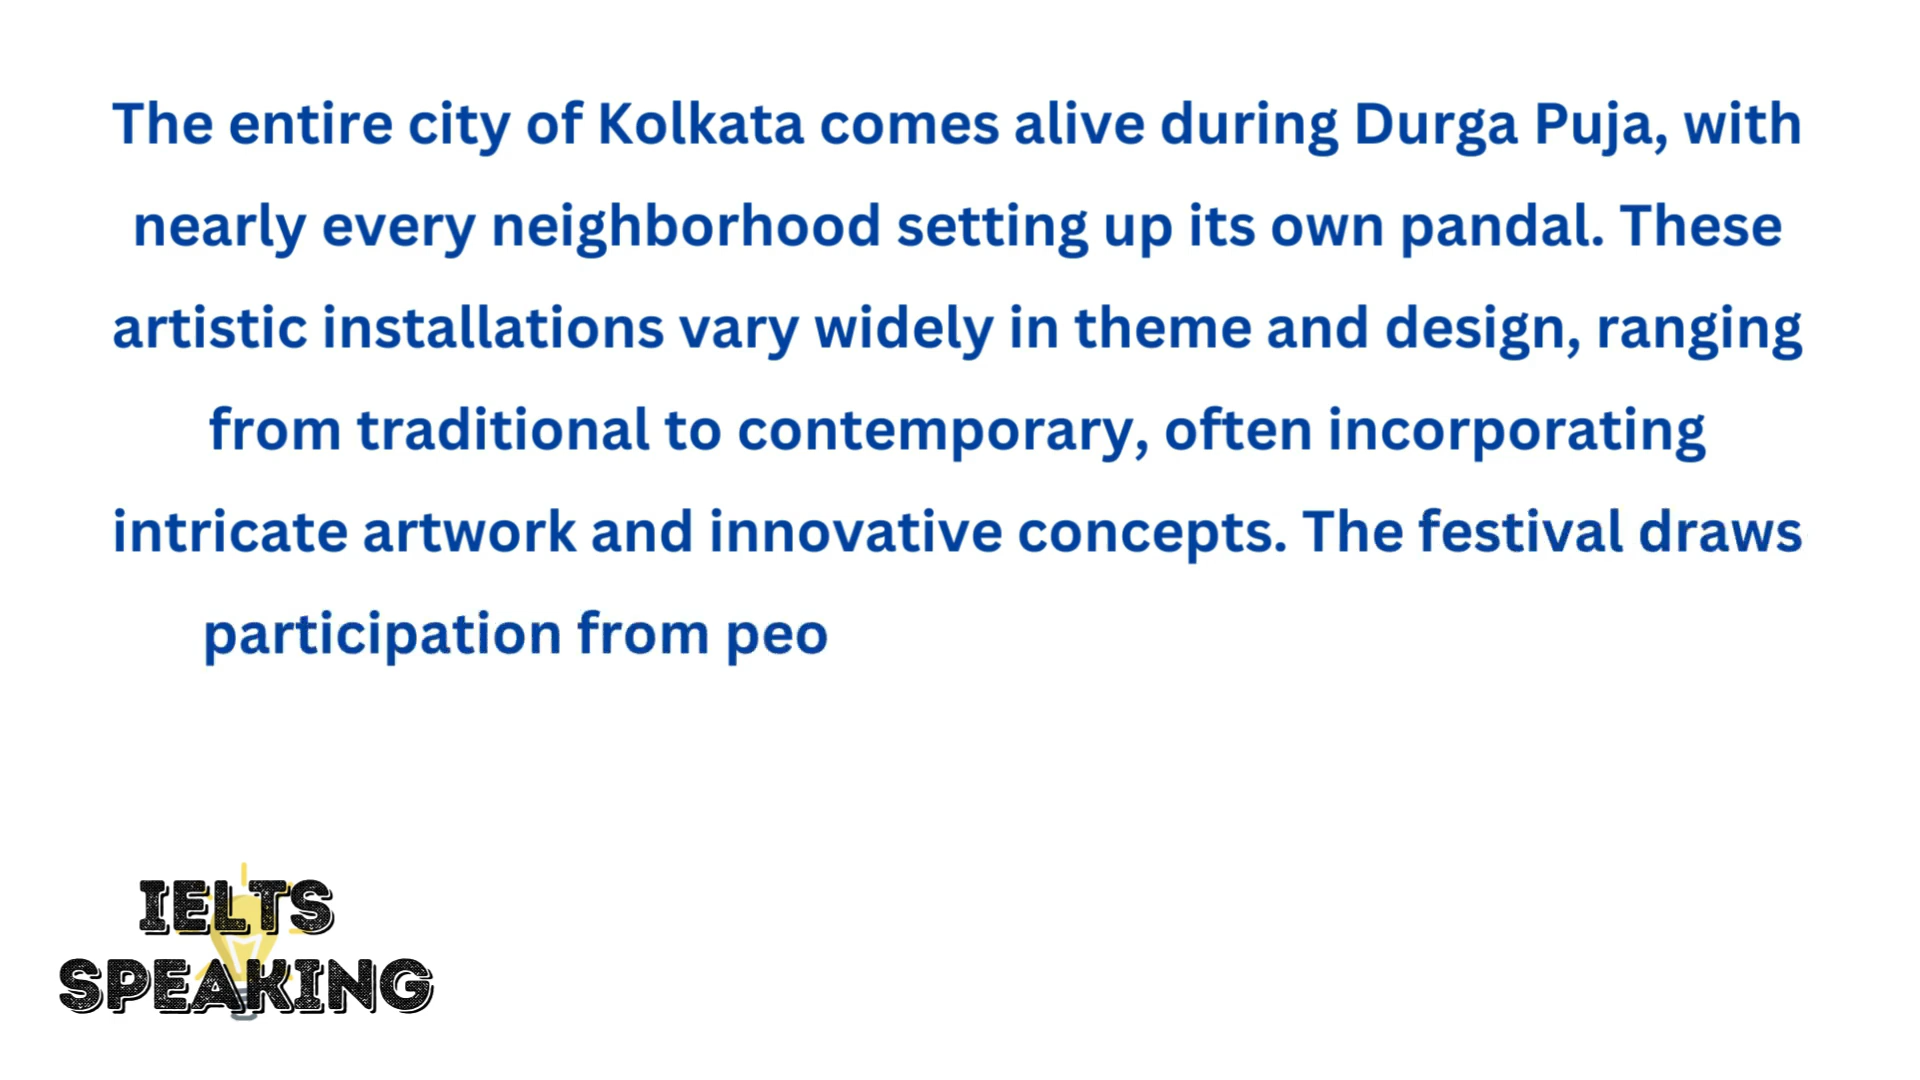 The entire city of Kolkata comes alive during Durga Puja, with
nearly every neighborhood setting up its own pandal. These
artistic installations vary widely in theme and design, ranging
from traditional to contemporary, often incorporating
intricate artwork and innovative concepts. The festival draws
participation from peo
IELTS
SPEAKING